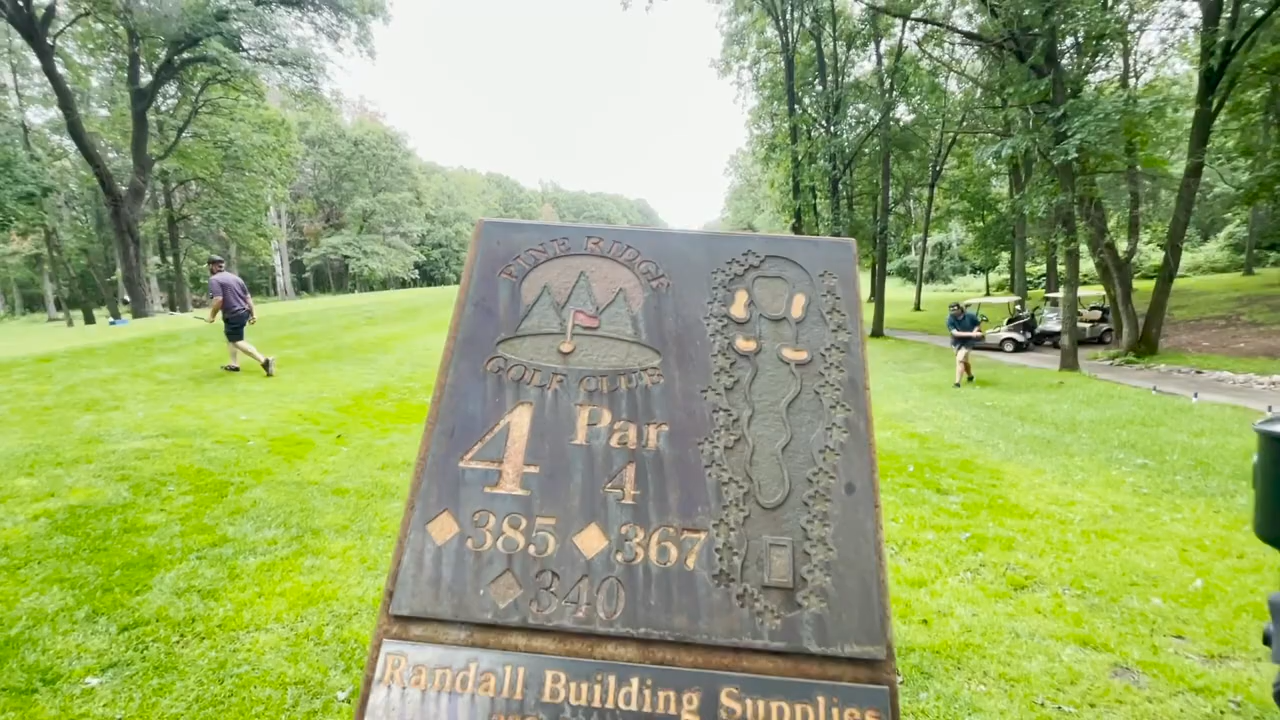 PINE RIDGE
GOLF CLUB
4 Par
4
385 367
340
Randall Building Supplies